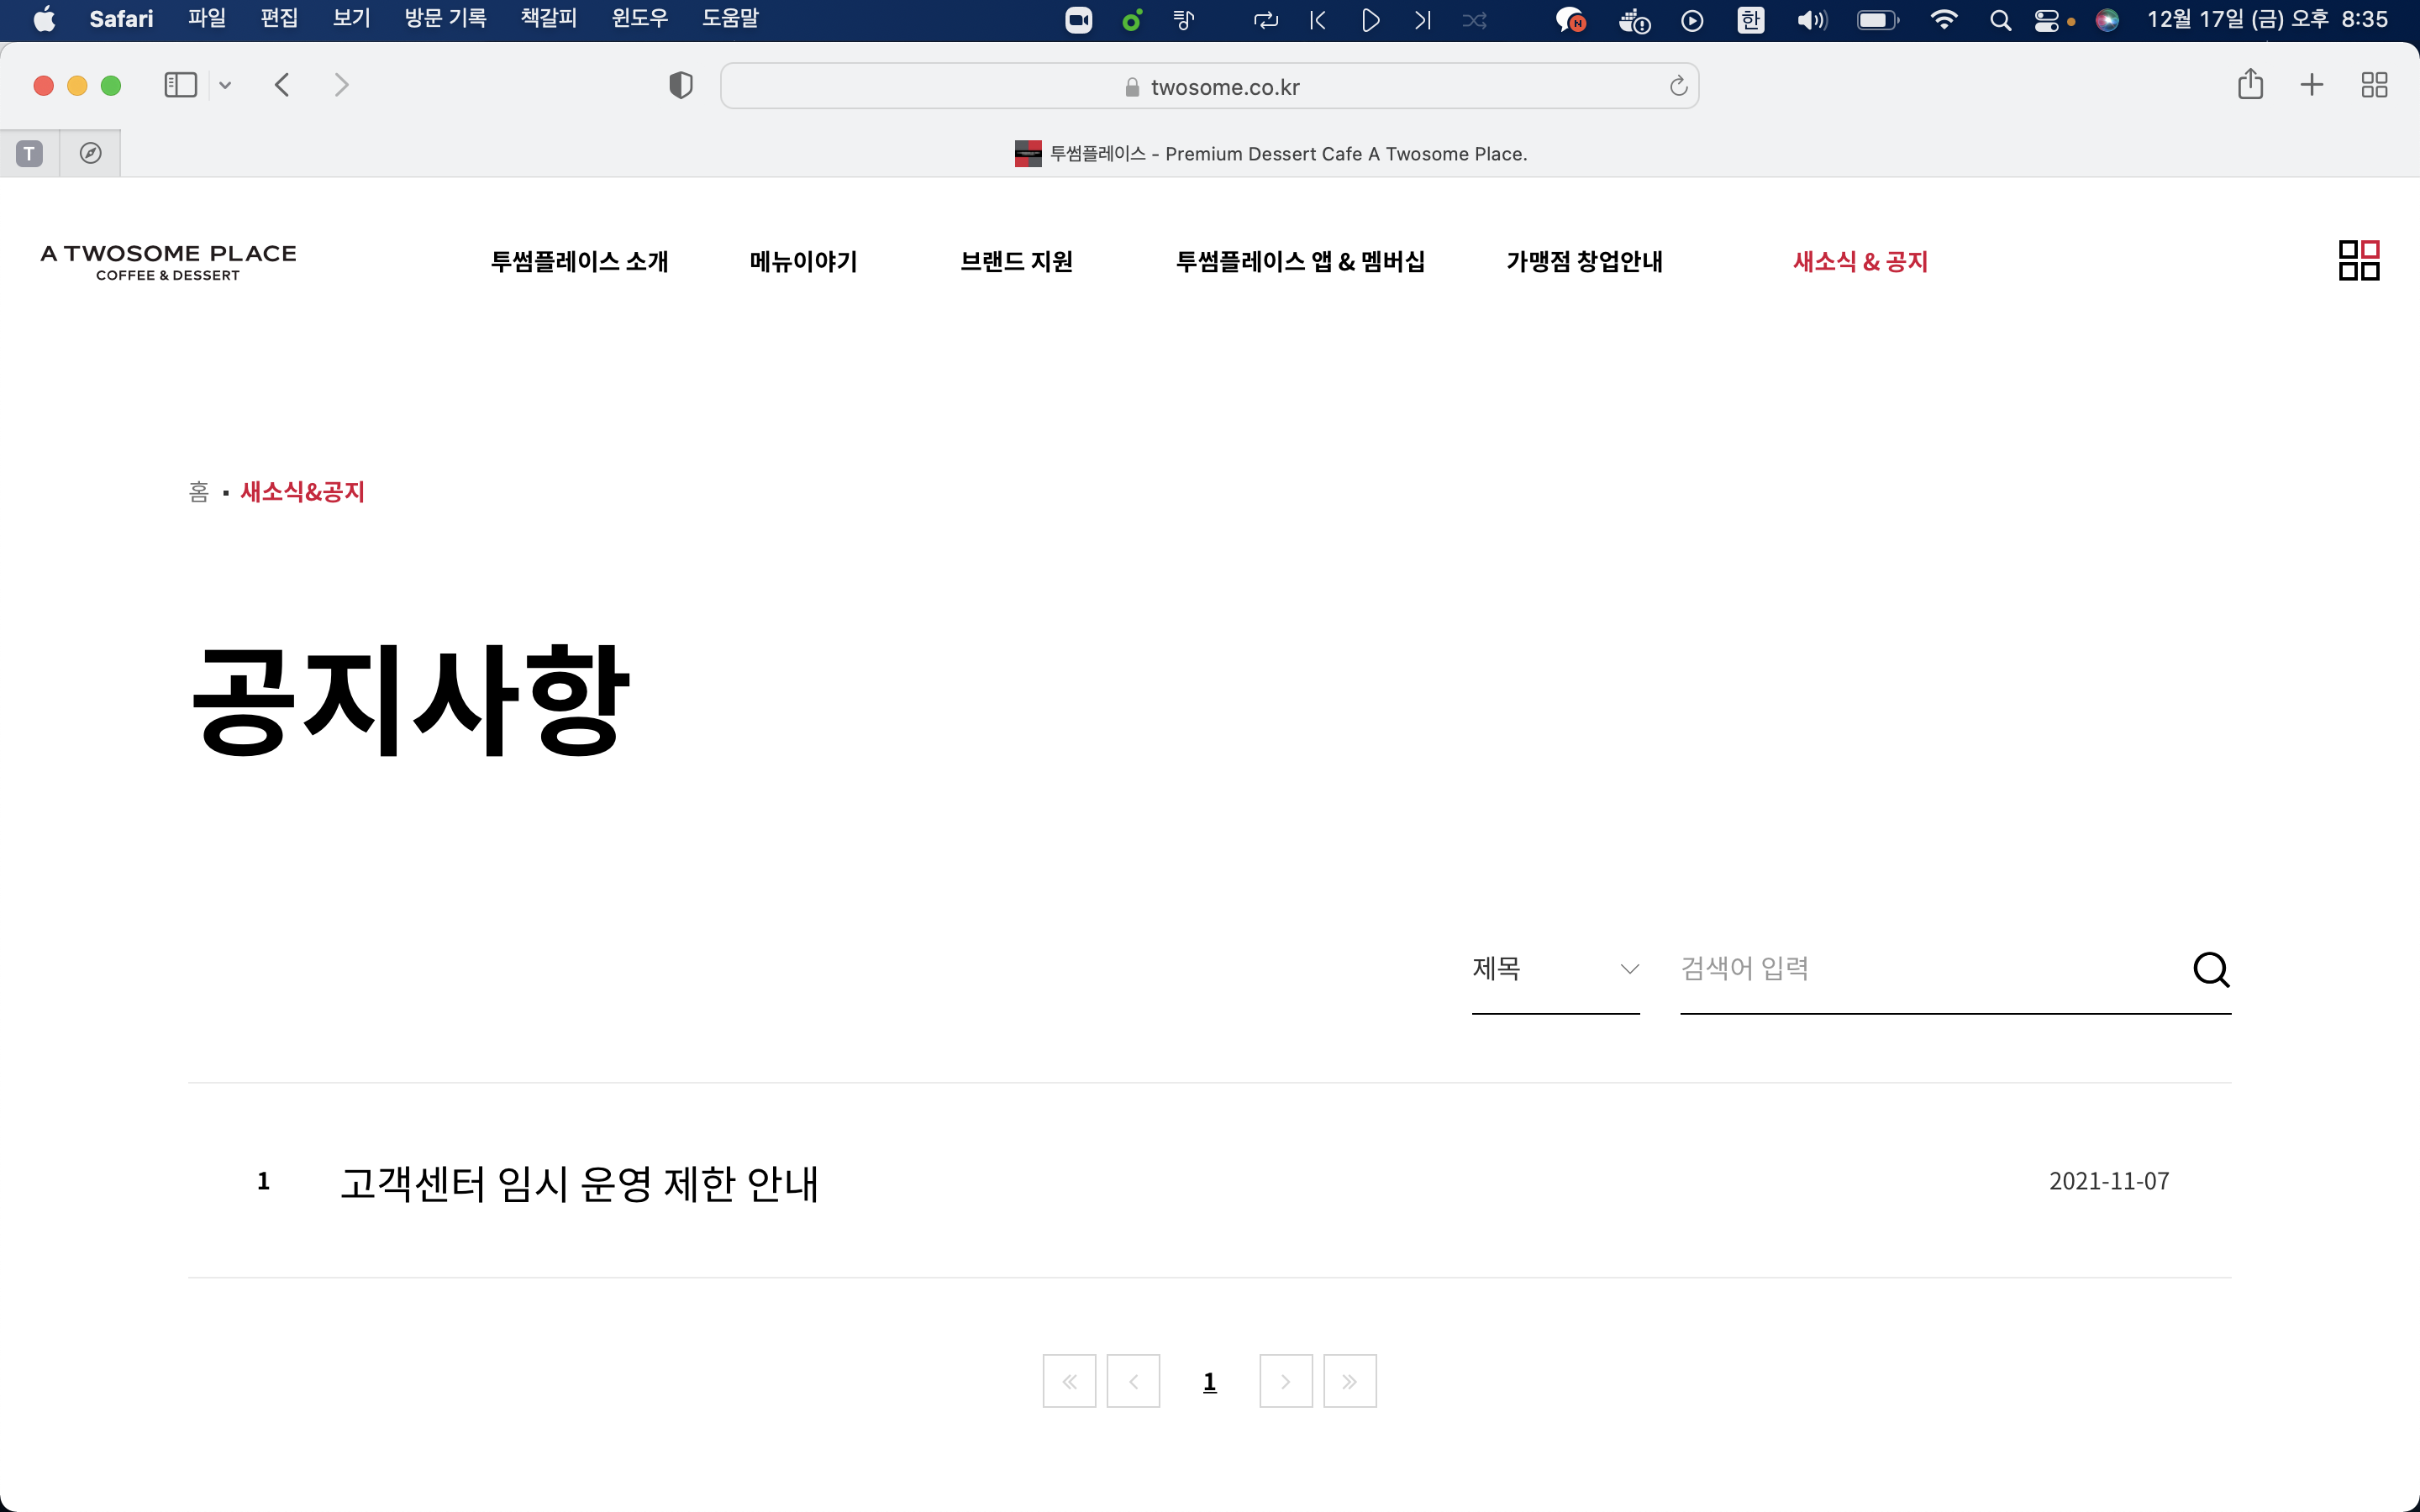 Safari 파일 편집 보기 방문 기록 책갈피 윈도우 도움말 N 한 12월 17일 (금) 오후 8:35
twosome.co.kr
T 투썸플레이스 - Premium Dessert Cafe A Twosome Place.
A TWOSOME PLACE
COFFEE & DESSERT
투썸플레이스 소개 메뉴이야기 브랜드 지원 투썸플레이스 앱 & 멤버십 가맹점 창업안내 새소식 & 공지
홈 ▪ 새소식&공지
공지사항
제목 검색어 입력
1 고객센터 임시 운영 제한 안내 2021-11-07
1